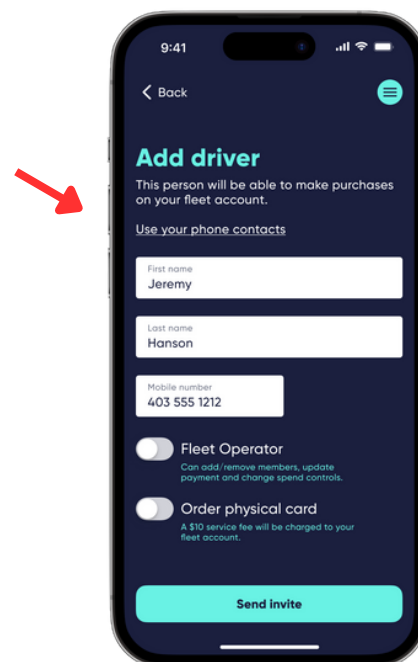 9:41
Back
Add driver
This person will be able to make purchases
on your fleet account.
Use your phone contacts
First name
Jeremy
Last name
Hanson
Mobile number
403 555 1212
Fleet Operator
Can add/remove members, update
payment and change spend controls.
Order physical card
A $10 service fee will be charged to your
fleet account.
Send invite